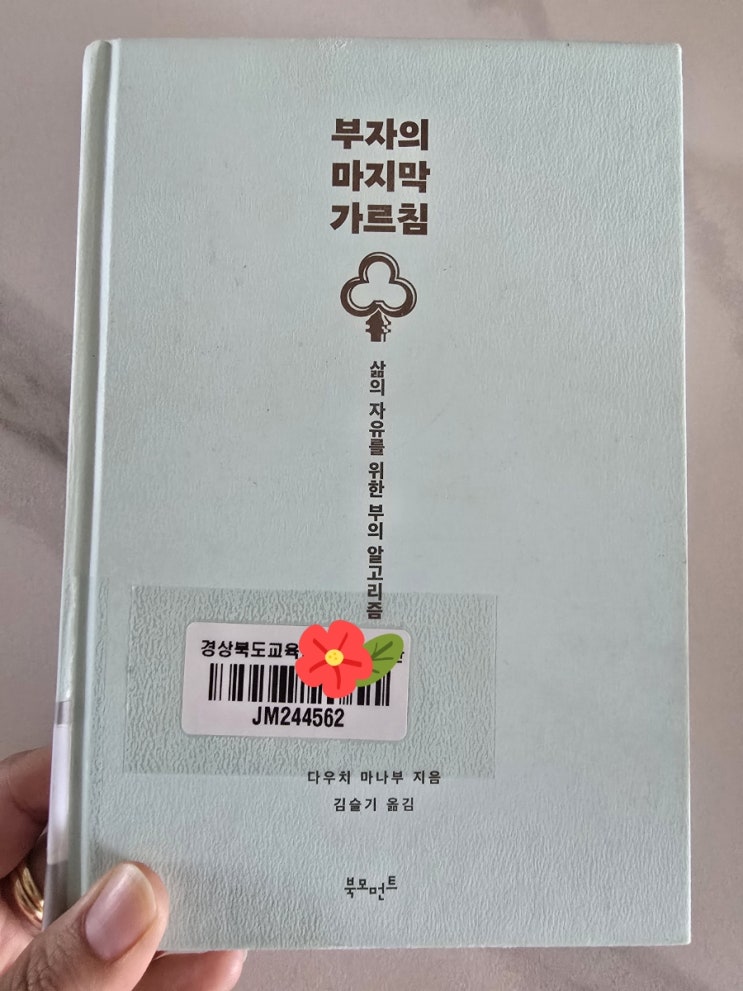 부자의
마지막
가르침
삶의 자유를 위한 부의 알고리즘
경상북도교육
JM244562
다우치 마나부 지음
김슬기 옮김
북모먼트